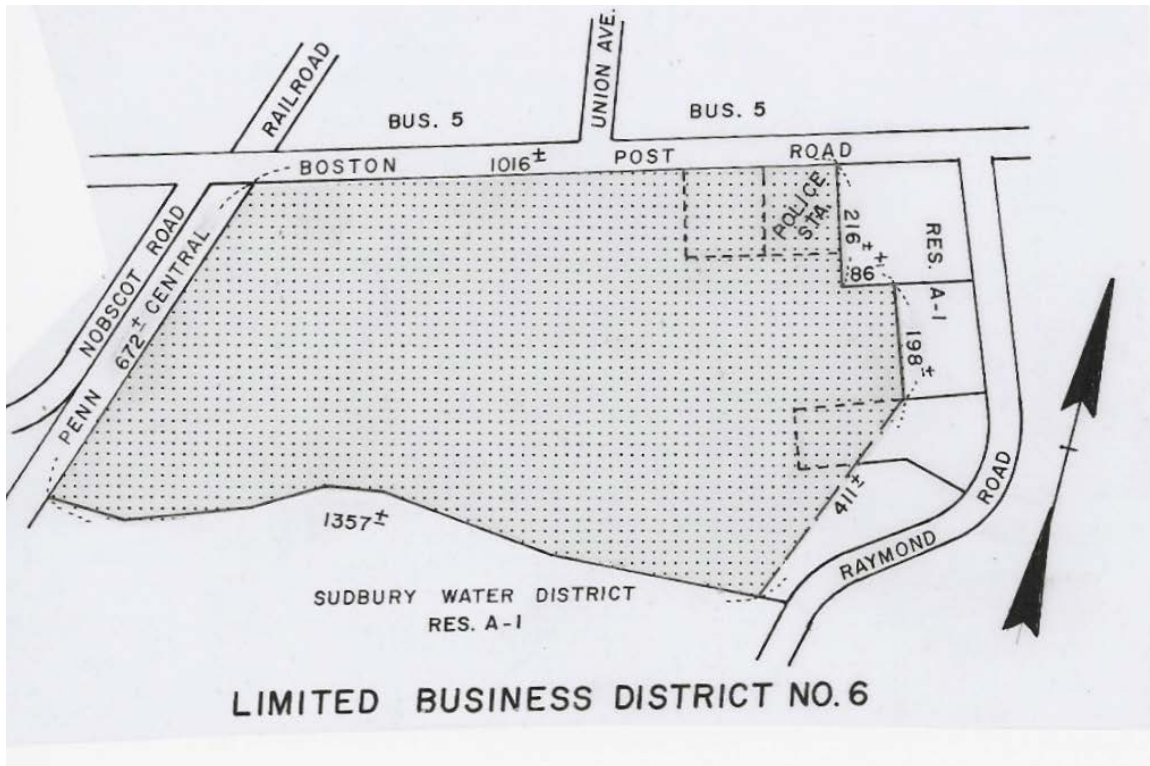 RAILROAD
UNION AVE.
BUS. 5
BUS. 5
BOSTON 1016± POST ROAD
NOBSCOT ROAD
PENN CENTRAL
672±
POLICE STA.
216±
86±
RES. A-1
198±
411±
1357±
RAYMOND ROAD
SUDBURY WATER DISTRICT
RES. A-1
LIMITED BUSINESS DISTRICT NO. 6